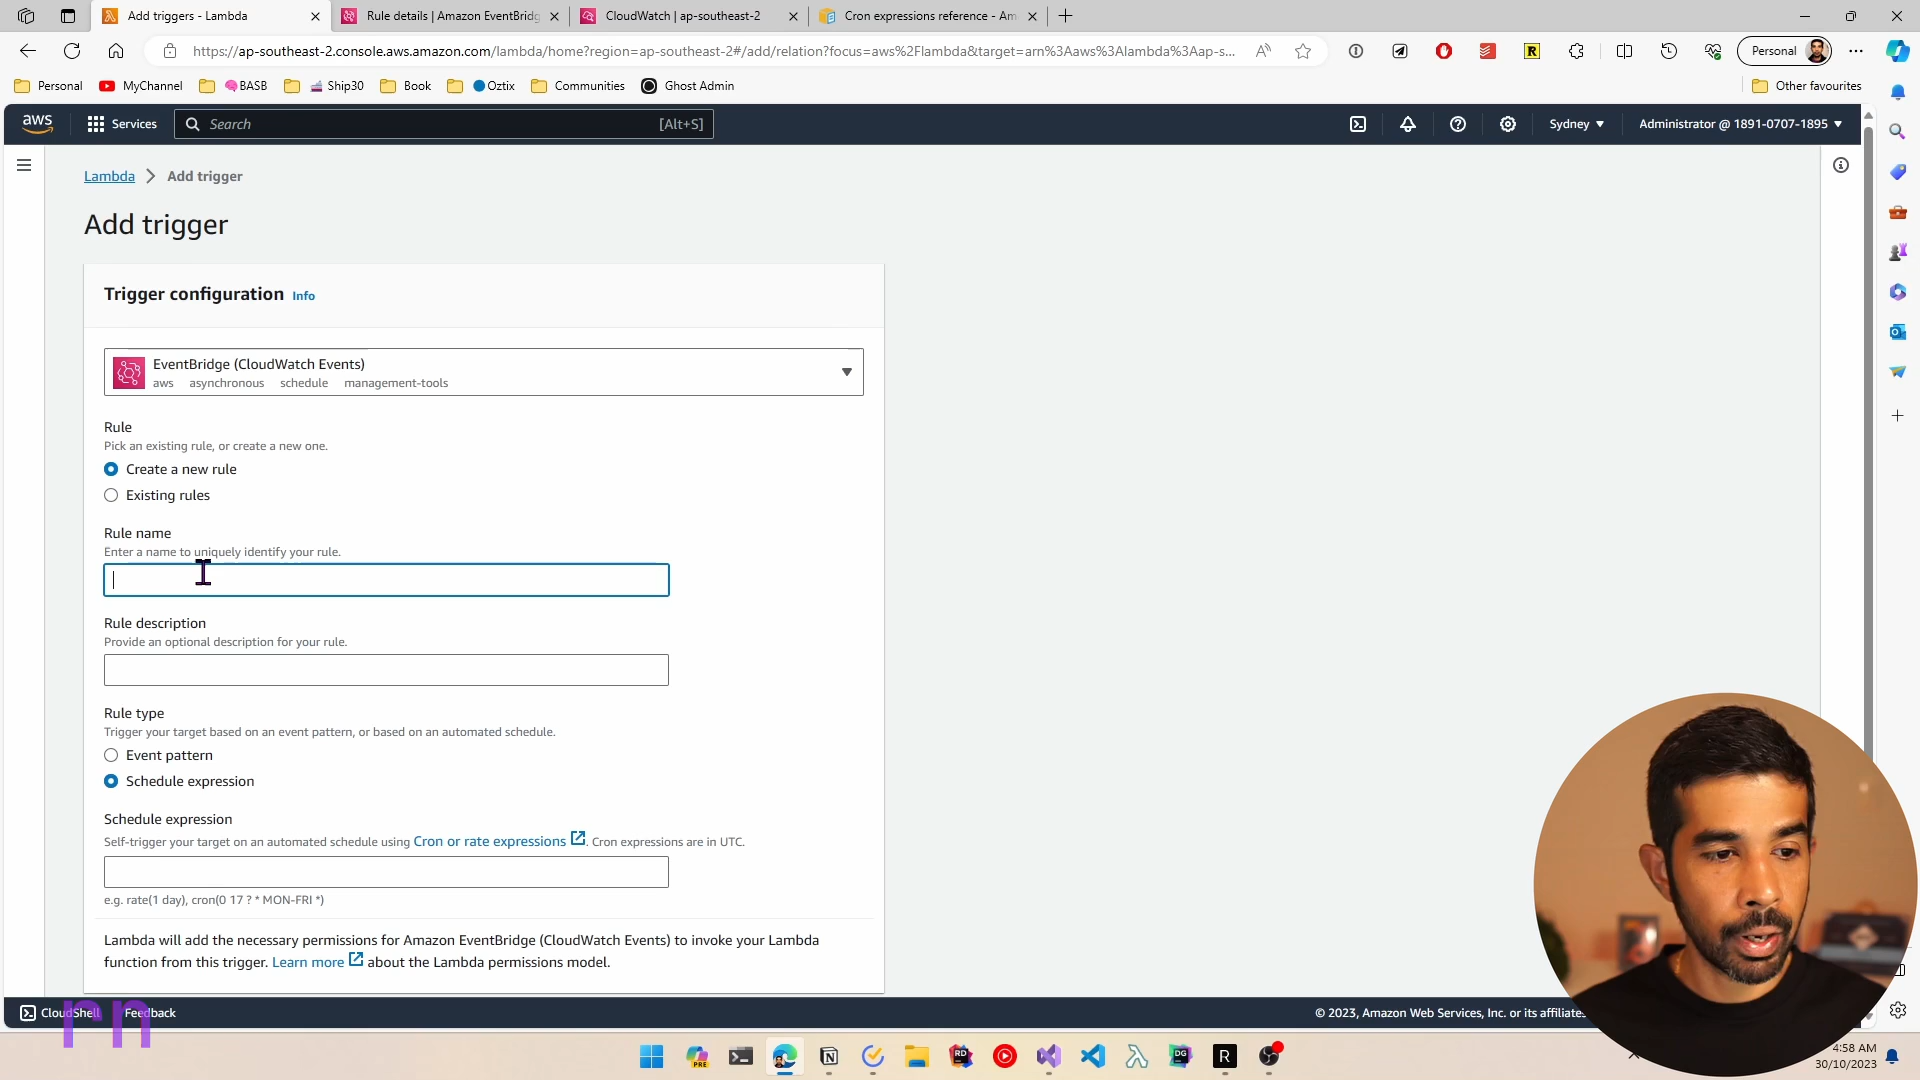 Add triggers - Lambda
Rule details | Amazon EventBridg
CloudWatch | ap-southeast-2
Cron expressions reference - Am
https://ap-southeast-2.console.aws.amazon.com/lambda/home?region=ap-southeast-2#/add/relation?focus=aws%2Flambda&target=arn%3Aaws%3Alambda%3Aap-s...
Personal
Personal
MyChannel
BASB
Ship30
Book
Oztix
Communities
Ghost Admin
Other favourites
aws
Services
Search
[Alt+S]
Sydney
Administrator @ 1891-0707-1895
Lambda > Add trigger
Add trigger
Trigger configuration Info
EventBridge (CloudWatch Events)
aws asynchronous schedule management-tools
Rule
Pick an existing rule, or create a new one.
Create a new rule
Existing rules
Rule name
Enter a name to uniquely identify your rule.
Rule description
Provide an optional description for your rule.
Rule type
Trigger your target based on an event pattern, or based on an automated schedule.
Event pattern
Schedule expression
Schedule expression
Self-trigger your target on an automated schedule using Cron or rate expressions. Cron expressions are in UTC.
e.g. rate(1 day), cron(0 17 ? * MON-FRI *)
Lambda will add the necessary permissions for Amazon EventBridge (CloudWatch Events) to invoke your Lambda
function from this trigger. Learn more about the Lambda permissions model.
CloudShell
Feedback
rn
© 2023, Amazon Web Services, Inc. or its affiliates
4:58 AM
30/10/2023